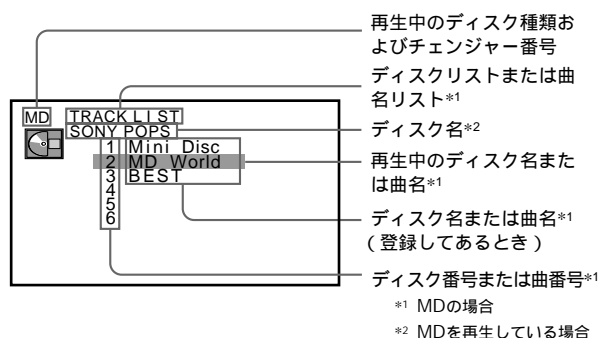 再生中のディスク種類お
よびチェンジャー番号
ディスクリストまたは曲
名リスト*1
ディスク名*2
再生中のディスク名また
は曲名*1
ディスク名または曲名*1
(登録してあるとき)
ディスク番号または曲番号*1
*1 MDの場合
*2 MDを再生している場合
MD TRACK LIST
SONY POPS
1 Mini Disc
2 MD World
3 BEST
4
5
6